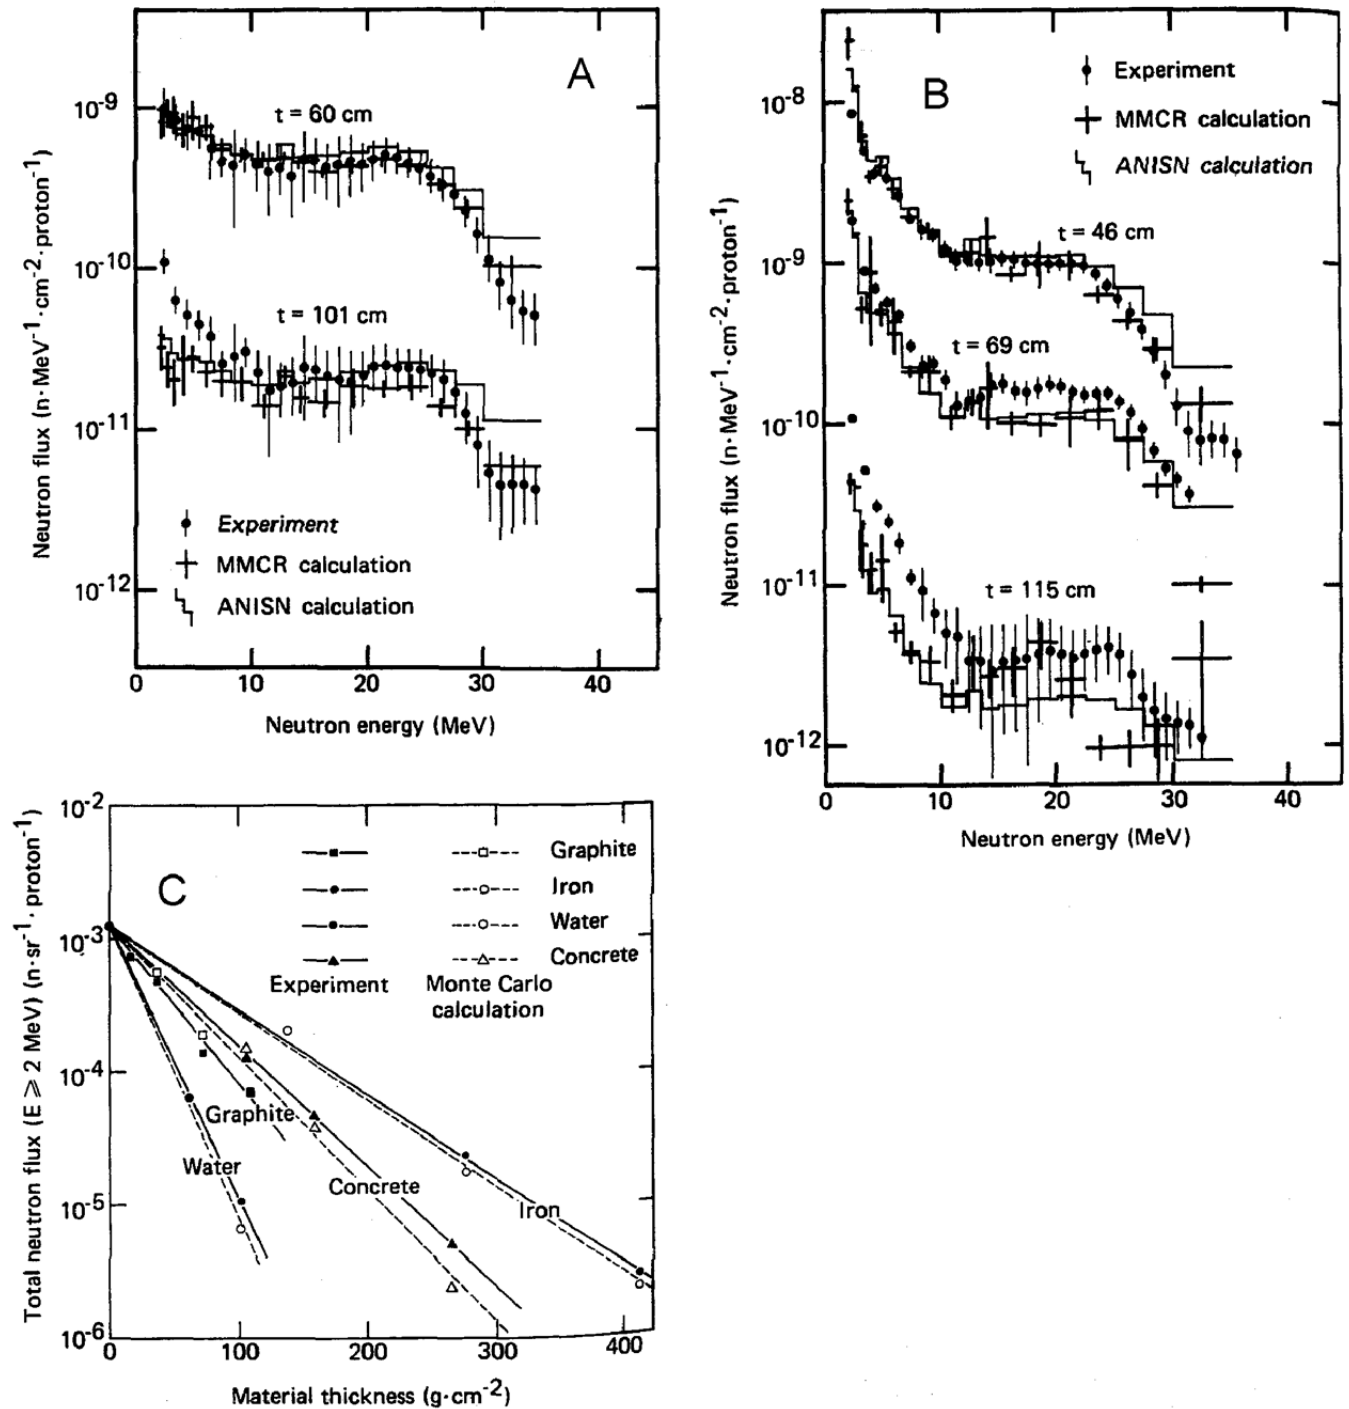 A
t = 60 cm
t = 101 cm
10-9
10-10
10-11
10-12
Neutron flux (n·MeV-1·cm-2·proton-1)
Experiment
MMCR calculation
ANISN calculation
0
10
20
30
40
Neutron energy (MeV)
B
Experiment
MMCR calculation
ANISN calculation
t = 46 cm
t = 69 cm
t = 115 cm
10-8
10-9
10-10
10-11
10-12
Neutron flux (n·MeV-1·cm-2·proton-1)
0
10
20
30
40
Neutron energy (MeV)
C
10-2
10-3
10-4
10-5
10-6
Total neutron flux (E ⩾ 2 MeV) (n·sr-1·proton-1)
Graphite
Iron
Water
Concrete
Experiment
Monte Carlo
calculation
Graphite
Water
Concrete
Iron
0
100
200
300
400
Material thickness (g·cm-2)